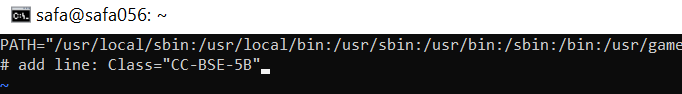 safa@safa056: ~
PATH="/usr/local/sbin:/usr/local/bin:/usr/sbin:/usr/bin:/sbin:/bin:/usr/game
# add line: Class="CC-BSE-5B"
~